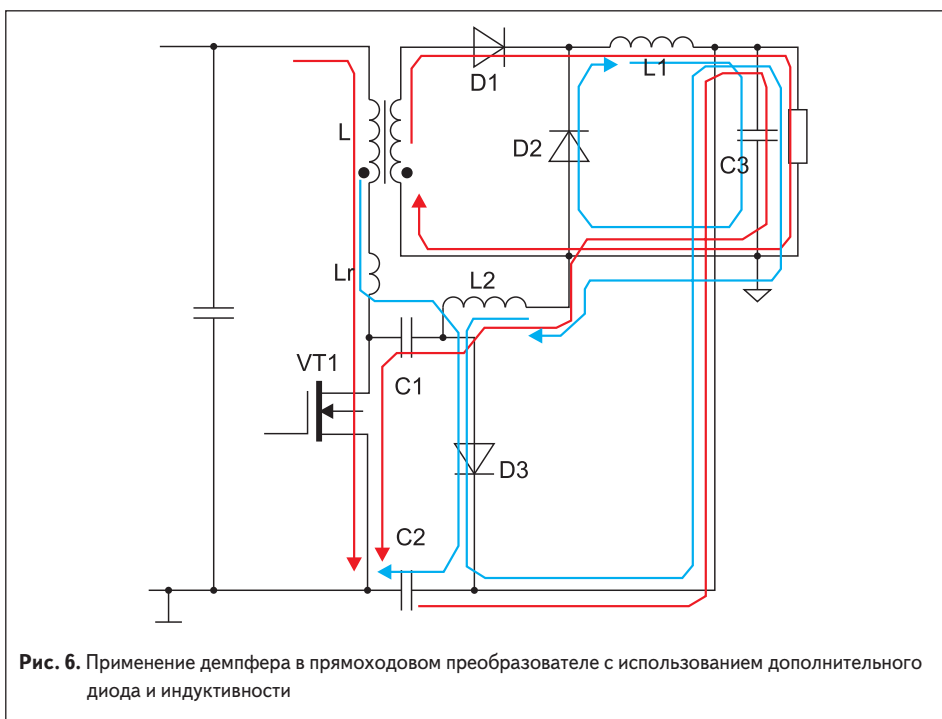 D1
L1
L
D2
C3
Lr
L2
VT1
C1
D3
C2
Рис. 6. Применение демпфера в прямоходовом преобразователе с использованием дополнительного
диода и индуктивности